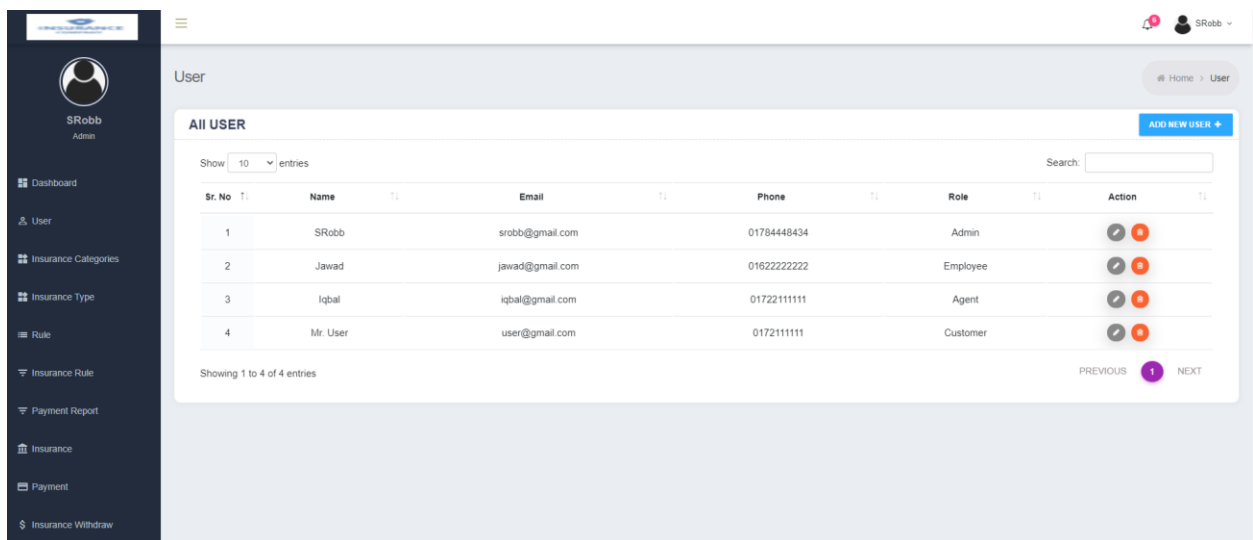 INSURANCE
6
SRobb
SRobb
Admin
Dashboard
User
Insurance Categories
Insurance Type
Rule
Insurance Rule
Payment Report
Insurance
Payment
$ Insurance Withdraw
User
Home > User
All USER
ADD NEW USER +
Show 10 entries
Search:
Sr. No Name Email Phone Role Action
1 SRobb srobb@gmail.com 01784448434 Admin
2 Jawad jawad@gmail.com 01622222222 Employee
3 Iqbal iqbal@gmail.com 01722111111 Agent
4 Mr. User user@gmail.com 0172111111 Customer
Showing 1 to 4 of 4 entries
PREVIOUS 1 NEXT